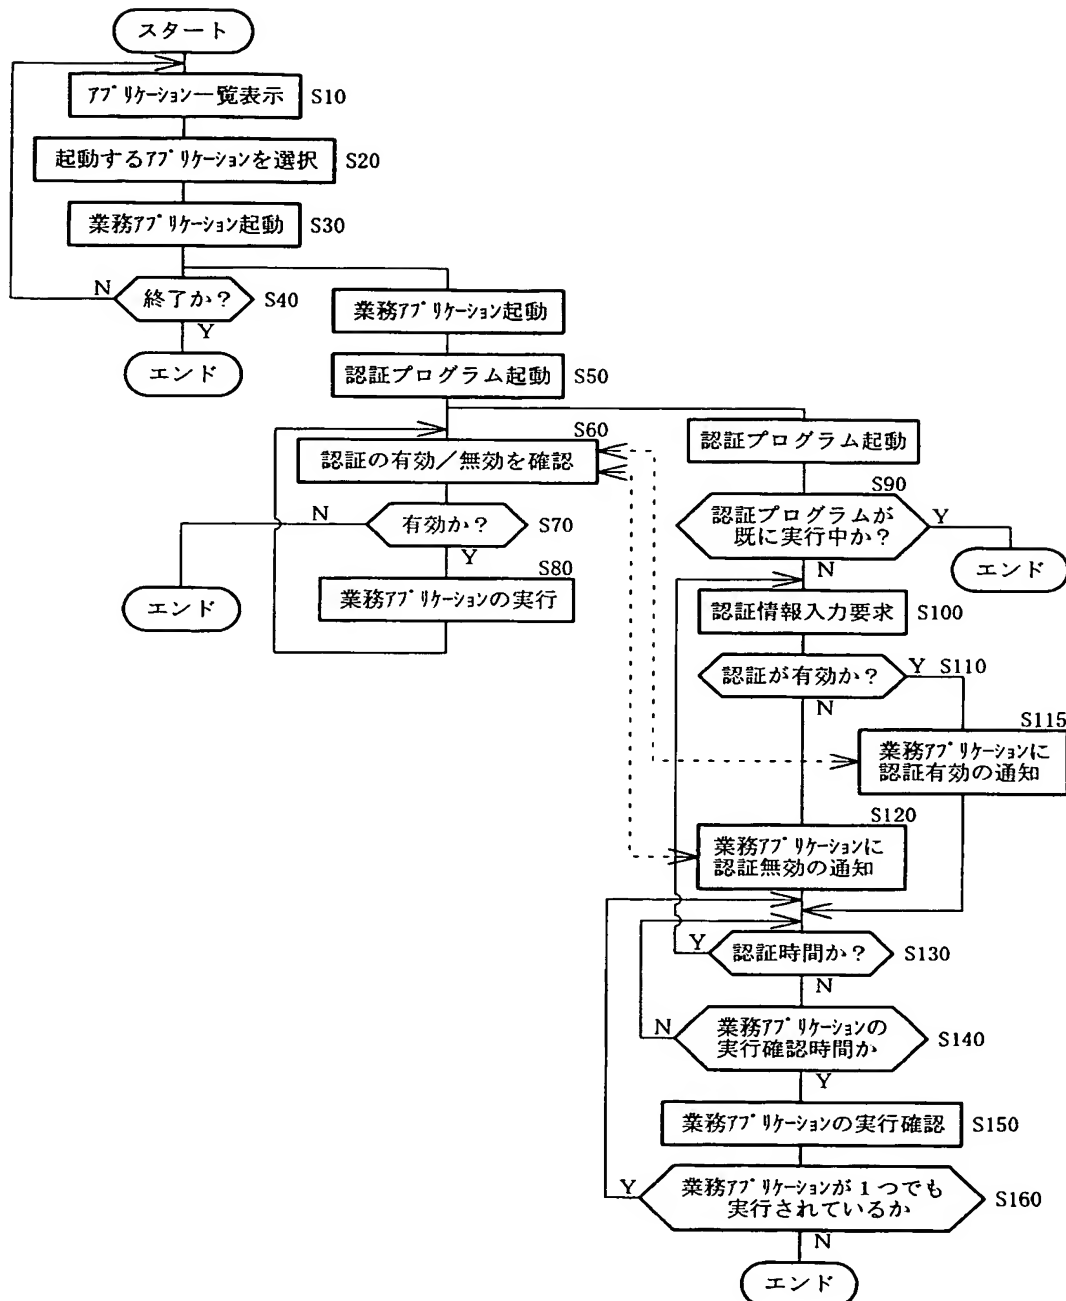 スタート
アプリケーション一覧表示 S10
起動するアプリケーションを選択 S20
業務アプリケーション起動 S30
N 終了か？ S40
Y
エンド
業務アプリケーション起動
認証プログラム起動 S50
S60
認証の有効／無効を確認
N 有効か？ S70
Y
エンド
S80
業務アプリケーションの実行
認証プログラム起動
S90
認証プログラムが
既に実行中か？
Y
エンド
N
認証情報入力要求 S100
認証が有効か？ Y S110
N
S115
業務アプリケーションに
認証有効の通知
S120
業務アプリケーションに
認証無効の通知
Y 認証時間か？ S130
N
業務アプリケーションの
実行確認時間か
N S140
Y
業務アプリケーションの実行確認 S150
業務アプリケーションが１つでも
実行されているか
Y S160
N
エンド